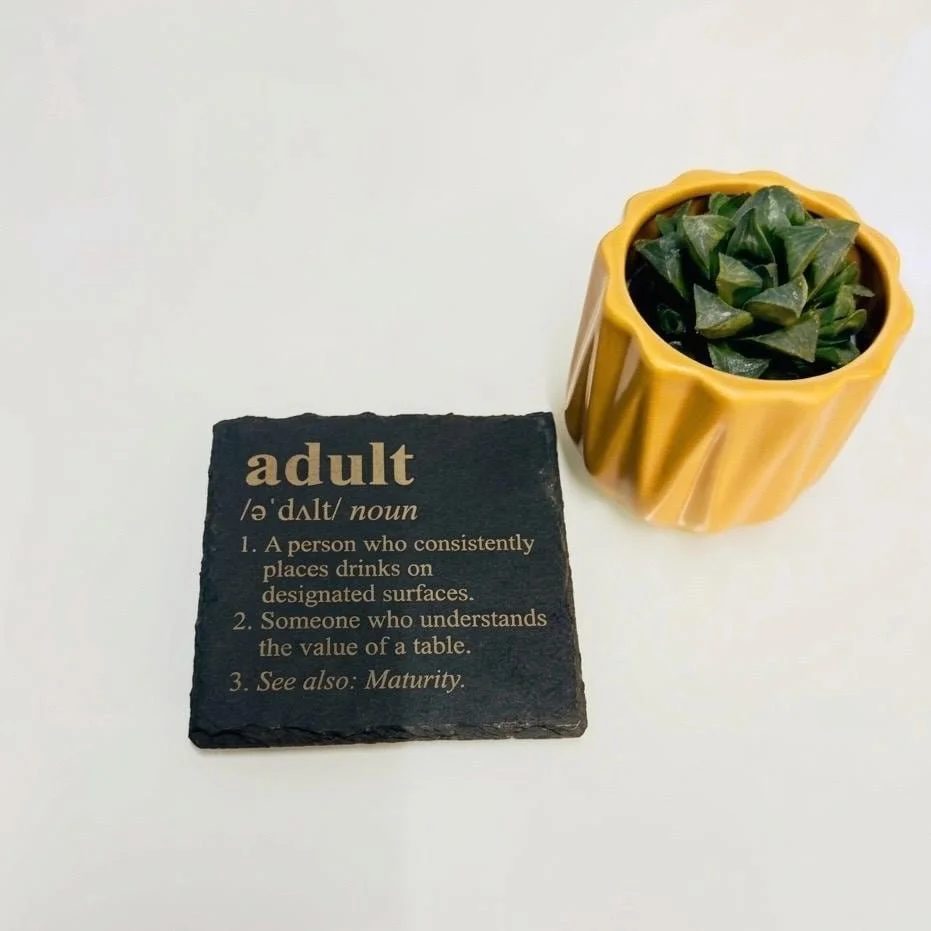 adult
/əˈdʌlt/ noun
1. A person who consistently
places drinks on
designated surfaces.
2. Someone who understands
the value of a table.
3. See also: Maturity.